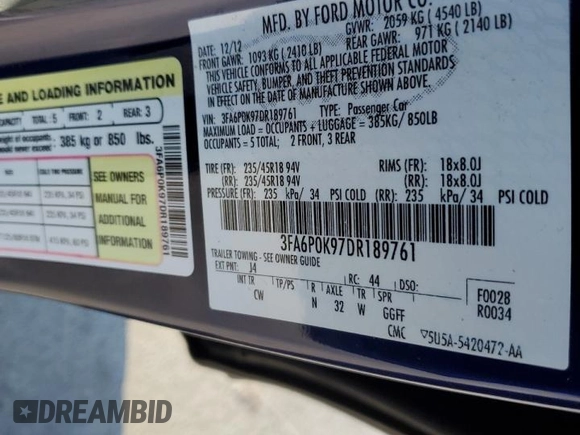 E AND LOADING INFORMATION
TOTAL: 5 FRONT: 2 REAR: 3
385 kg or 850 lbs.
SEE OWNERS
MANUAL FOR
ADDITIONAL
INFORMATION
3FA6P0K97DR189761
MFD. BY FORD MOTOR CO.
DATE: 12/12 GVWR: 2059 KG ( 4540 LB)
FRONT GAWR: 1093 KG ( 2410 LB) REAR GAWR: 971 KG ( 2140 LB)
THIS VEHICLE CONFORMS TO ALL APPLICABLE FEDERAL MOTOR
VEHICLE SAFETY, BUMPER, AND THEFT PREVENTION STANDARDS
IN EFFECT ON THE DATE OF MANUFACTURE SHOWN ABOVE.
VIN: 3FA6P0K97DR189761 TYPE: Passenger Car
MAXIMUM LOAD = OCCUPANTS + LUGGAGE = 385KG/ 850LB
OCCUPANTS = 5 TOTAL: 2 FRONT, 3 REAR
TIRE (FR): 235/45R18 94V RIMS (FR): 18x8.0J
(RR): 235/45R18 94V (RR): 18x8.0J
PRESSURE (FR): 235 kPa/ 34 PSI COLD (RR) 235 kPa/ 34 PSI COLD
3FA6P0K97DR189761
TRAILER TOWING - SEE OWNER GUIDE
EXT PNT: J4 RC: 44 DSO:
INT TR TP/PS R AXLE TR SPR
CW N 32 W GGFF
F0028
R0034
CMC 5U5A-5420472-AA
DREAMBID